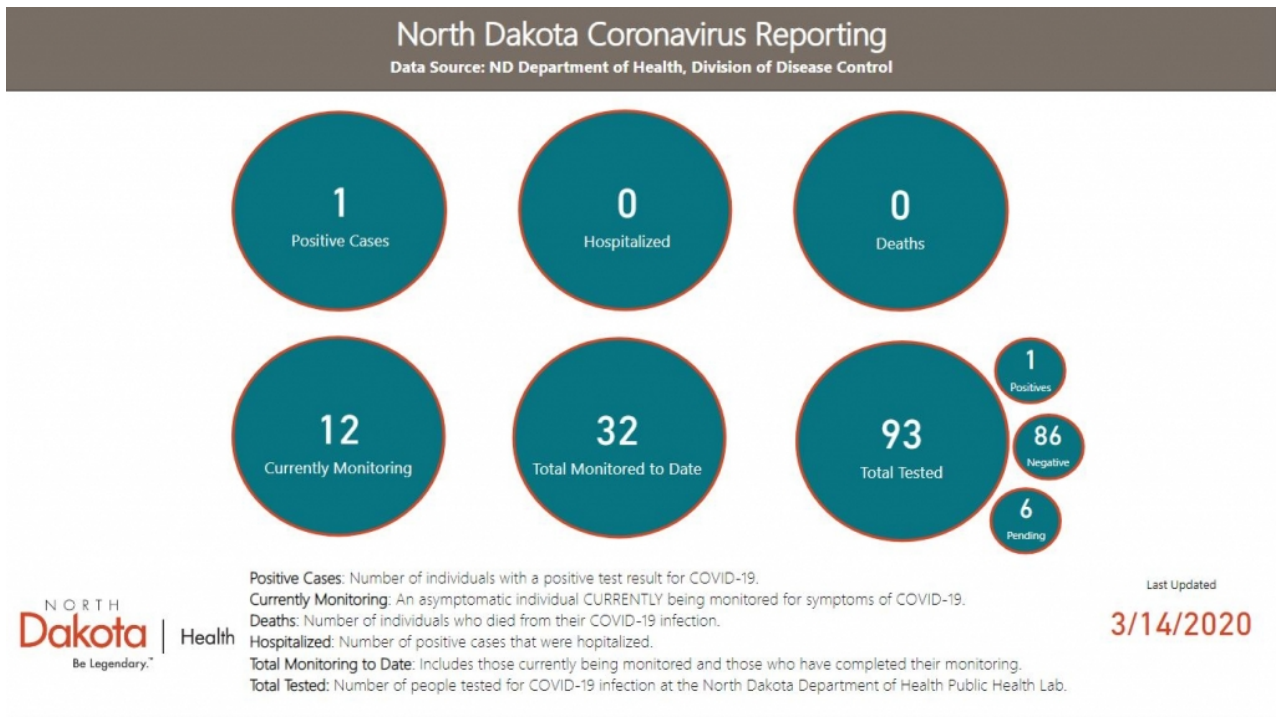 North Dakota Coronavirus Reporting
Data Source: ND Department of Health, Division of Disease Control
1
Positive Cases
0
Hospitalized
0
Deaths
12
Currently Monitoring
32
Total Monitored to Date
93
Total Tested
1
Positives
86
Negative
6
Pending
Positive Cases: Number of individuals with a positive test result for COVID-19.
Currently Monitoring: An asymptomatic individual CURRENTLY being monitored for symptoms of COVID-19.
Deaths: Number of individuals who died from their COVID-19 infection.
Hospitalized: Number of positive cases that were hopitalized.
Total Monitoring to Date: Includes those currently being monitored and those who have completed their monitoring.
Total Tested: Number of people tested for COVID-19 infection at the North Dakota Department of Health Public Health Lab.
NORTH
Dakota | Health
Be Legendary.™
Last Updated
3/14/2020